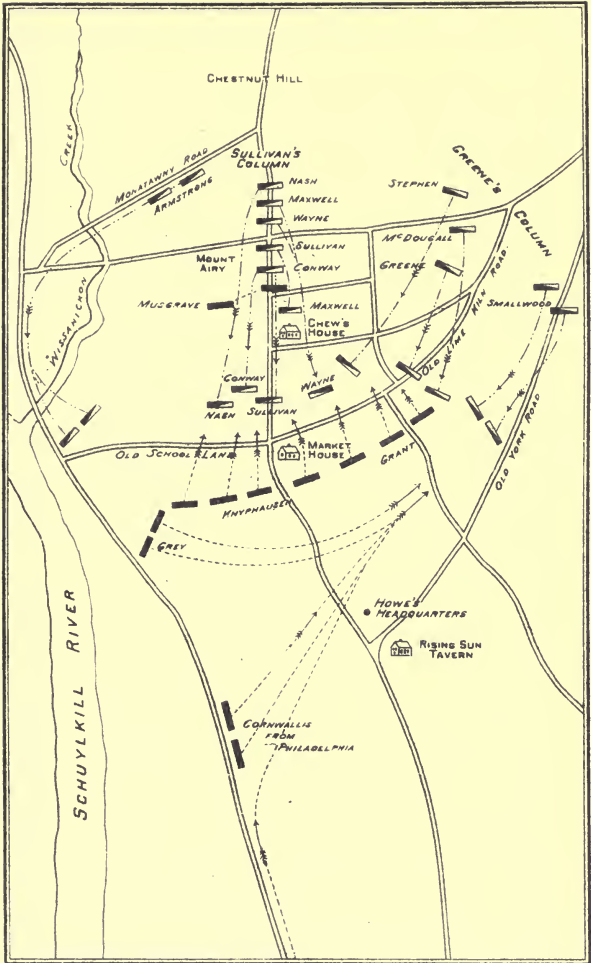 CHESTNUT HILL
CREEK
MONATAWNY ROAD
ARMSTRONG
SULLIVAN'S
COLUMN
NASH
MAXWELL
WAYNE
SULLIVAN
CONWAY
STEPHEN
GREENE'S
COLUMN
MCDOUGALL
GREENE
MOUNT
AIRY
MUSGRAVE
MAXWELL
CHEW'S
HOUSE
OLD LIME KILN ROAD.
SMALLWOOD
WISSAHICKON
CONWAY
NASH
SULLIVAN
WAYNE
OLD YORK ROAD
OLD SCHOOL LANE
MARKET
HOUSE
GRANT
KNYPHAUSEN
GREY
HOWE'S
HEADQUARTERS
RISING SUN
TAVERN
SCHUYLKILL RIVER
CORNWALLIS
FROM
PHILADELPHIA